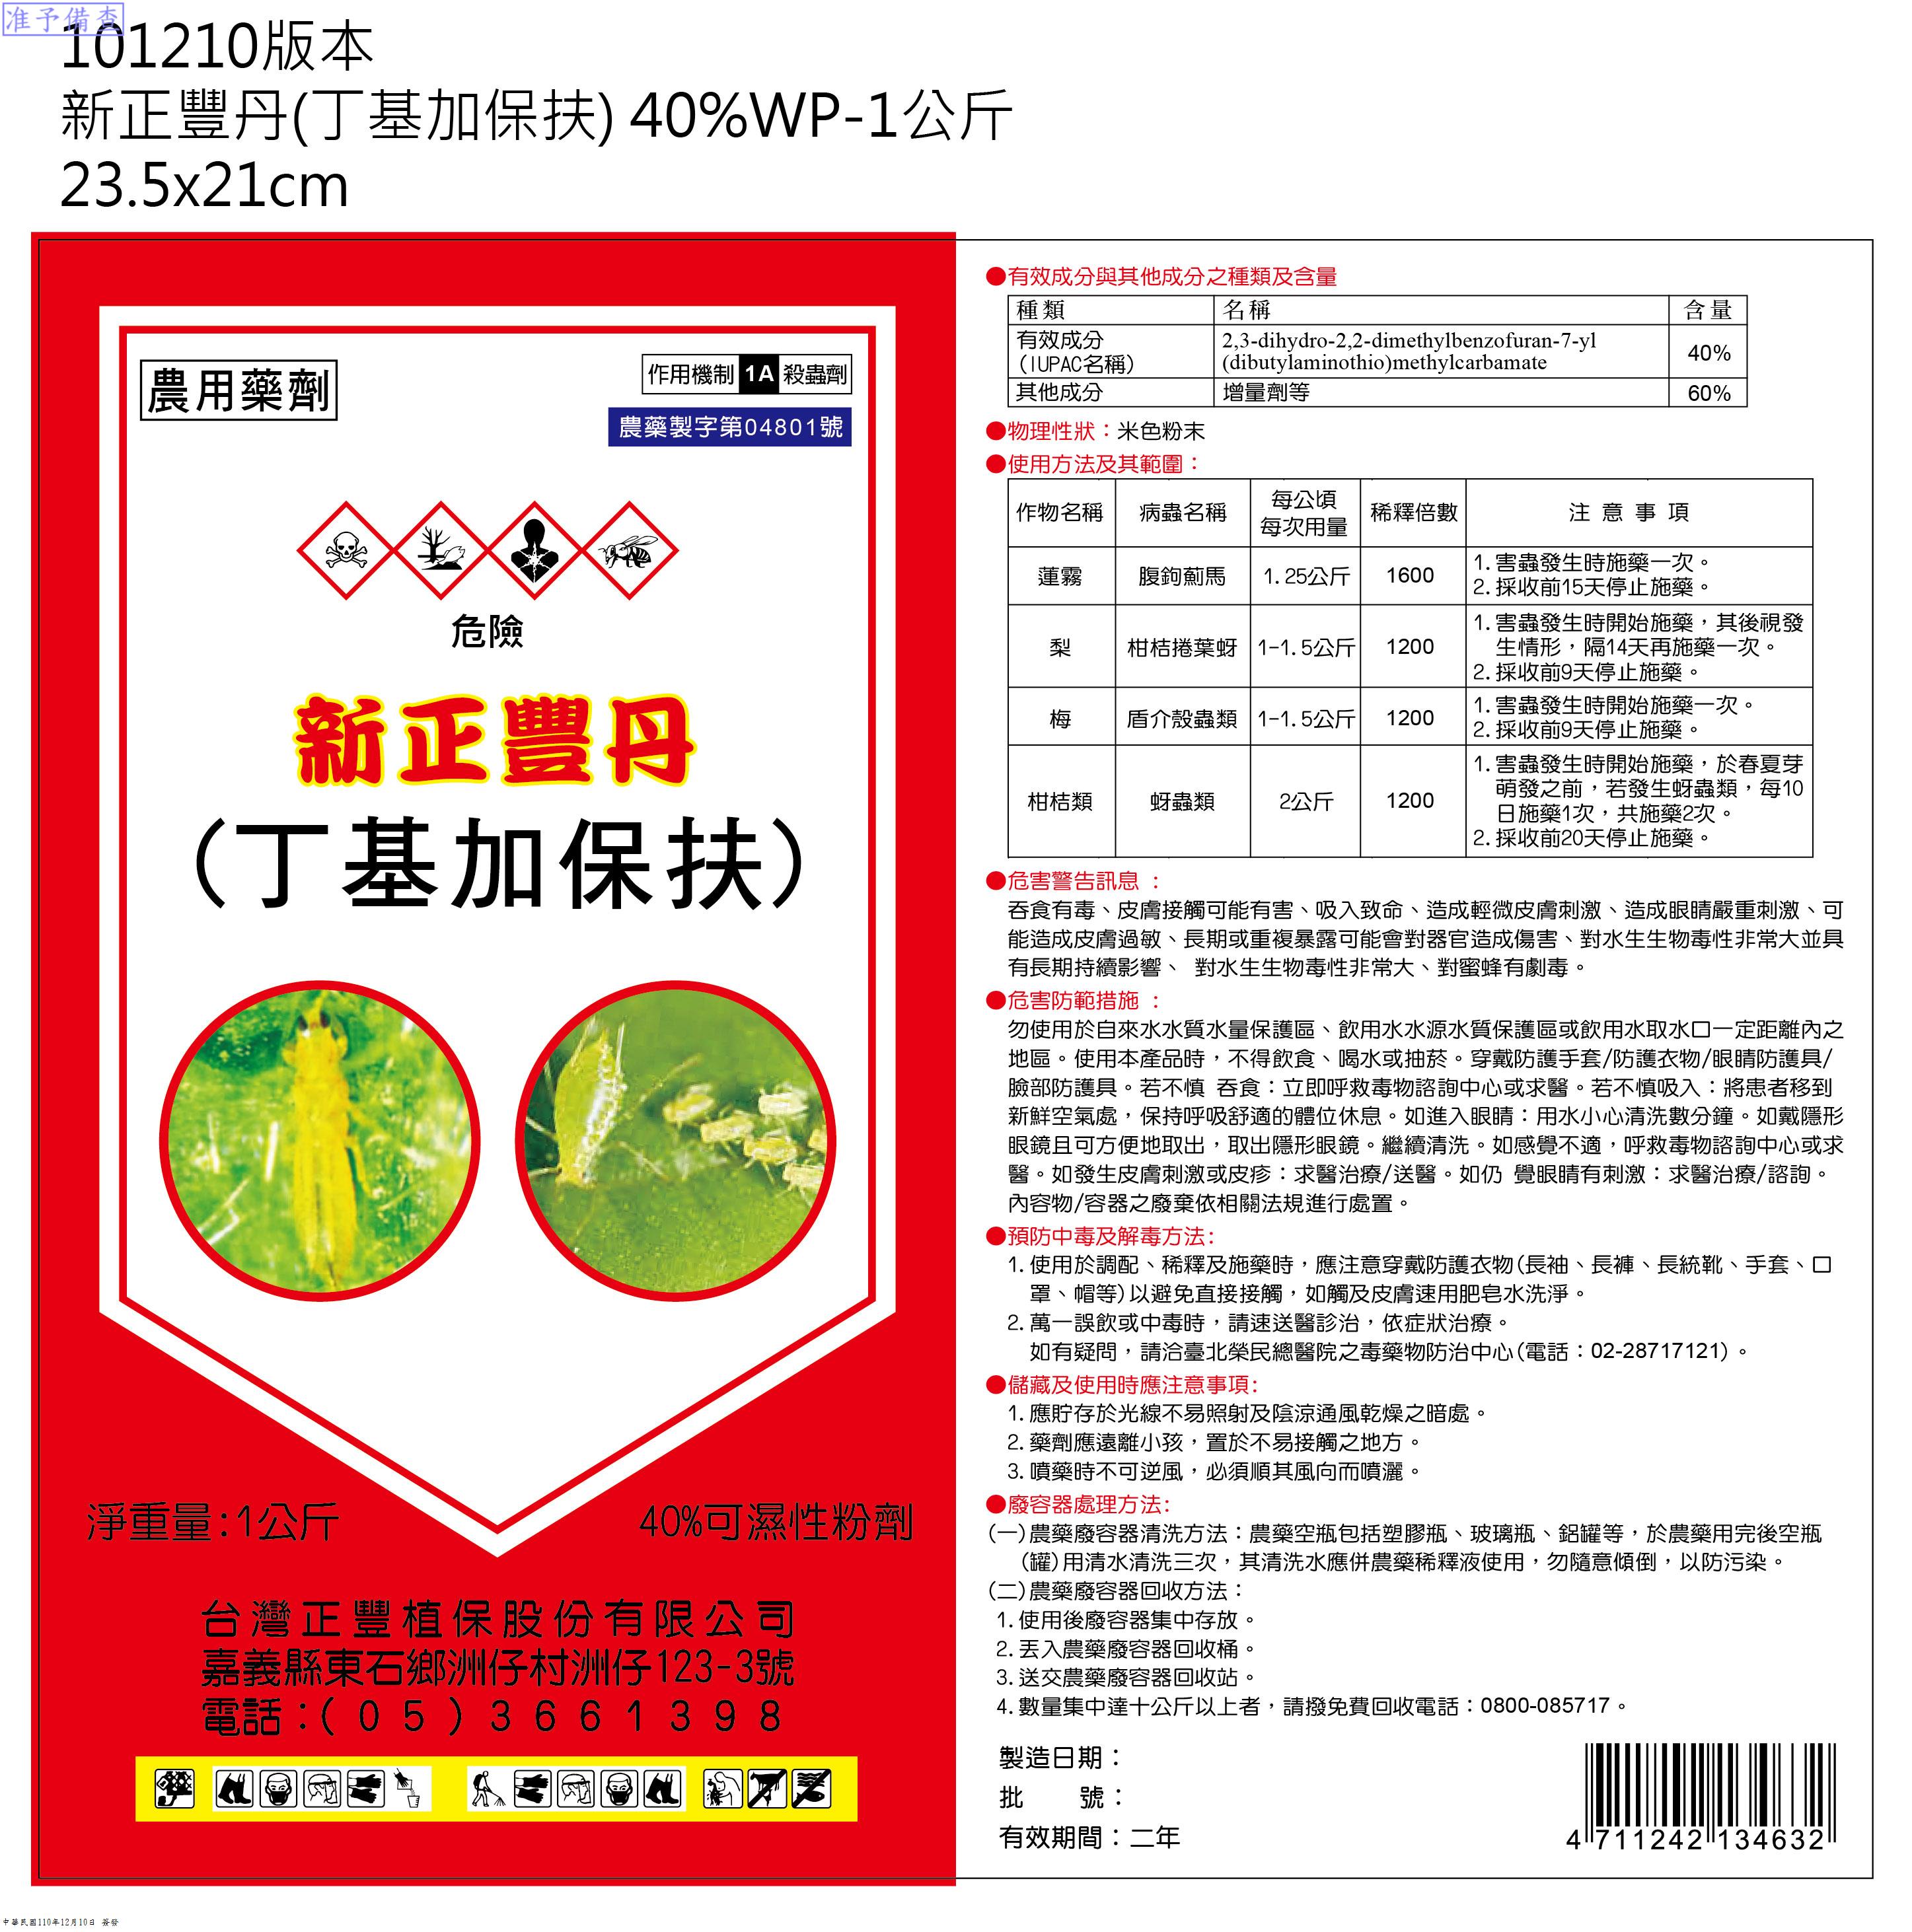 准予備查
101210版本
新正豐丹(丁基加保扶) 40%WP-1公斤
23.5x21cm
農用藥劑
作用機制 1A 殺蟲劑
農藥製字第04801號
危險
新正豐丹
(丁基加保扶)
淨重量:1公斤
40%可濕性粉劑
台灣正豐植保股份有限公司
嘉義縣東石鄉洲仔村洲仔123-3號
電話:(05)3661398
●有效成分與其他成分之種類及含量
種類 名稱 含量
有效成分
(IUPAC名稱)
2,3-dihydro-2,2-dimethylbenzofuran-7-yl
(dibutylaminothio)methylcarbamate
40%
其他成分 增量劑等 60%
●物理性狀：米色粉末
●使用方法及其範圍：
作物名稱 病蟲名稱 每公頃
每次用量
稀釋倍數 注意事項
蓮霧 腹鉤薊馬 1.25公斤 1600
1.害蟲發生時施藥一次。
2.採收前15天停止施藥。
梨 柑桔捲葉蚜 1-1.5公斤 1200
1.害蟲發生時開始施藥，其後視發
生情形，隔14天再施藥一次。
2.採收前9天停止施藥。
梅 盾介殼蟲類 1-1.5公斤 1200
1.害蟲發生時開始施藥一次。
2.採收前9天停止施藥。
柑桔類 蚜蟲類 2公斤 1200
1.害蟲發生時開始施藥，於春夏芽
萌發之前，若發生蚜蟲類，每10
日施藥1次，共施藥2次。
2.採收前20天停止施藥。
●危害警告訊息 :
吞食有毒、皮膚接觸可能有害、吸入致命、造成輕微皮膚刺激、造成眼睛嚴重刺激、可
能造成皮膚過敏、長期或重複暴露可能會對器官造成傷害、對水生生物毒性非常大並具
有長期持續影響、 對水生生物毒性非常大、對蜜蜂有劇毒。
●危害防範措施 :
勿使用於自來水水質水量保護區、飲用水水源水質保護區或飲用水取水口一定距離內之
地區。使用本產品時，不得飲食、喝水或抽菸。穿戴防護手套/防護衣物/眼睛防護具/
臉部防護具。若不慎 吞食：立即呼救毒物諮詢中心或求醫。若不慎吸入：將患者移到
新鮮空氣處，保持呼吸舒適的體位休息。如進入眼睛：用水小心清洗數分鐘。如戴隱形
眼鏡且可方便地取出，取出隱形眼鏡。繼續清洗。如感覺不適，呼救毒物諮詢中心或求
醫。如發生皮膚刺激或皮疹：求醫治療/送醫。如仍 覺眼睛有刺激：求醫治療/諮詢。
內容物/容器之廢棄依相關法規進行處置。
●預防中毒及解毒方法:
1.使用於調配、稀釋及施藥時，應注意穿戴防護衣物(長袖、長褲、長統靴、手套、口
罩、帽等)以避免直接接觸，如觸及皮膚速用肥皂水洗淨。
2.萬一誤飲或中毒時，請速送醫診治，依症狀治療。
如有疑問，請洽臺北榮民總醫院之毒藥物防治中心(電話：02-28717121)。
●儲藏及使用時應注意事項:
1.應貯存於光線不易照射及陰涼通風乾燥之暗處。
2.藥劑應遠離小孩，置於不易接觸之地方。
3.噴藥時不可逆風，必須順其風向而噴灑。
●廢容器處理方法:
(一)農藥廢容器清洗方法：農藥空瓶包括塑膠瓶、玻璃瓶、鋁罐等，於農藥用完後空瓶
(罐)用清水清洗三次，其清洗水應併農藥稀釋液使用，勿隨意傾倒，以防污染。
(二)農藥廢容器回收方法：
1.使用後廢容器集中存放。
2.丟入農藥廢容器回收桶。
3.送交農藥廢容器回收站。
4.數量集中達十公斤以上者，請撥免費回收電話：0800-085717。
製造日期：
批 號：
有效期間：二年
4 711242 134632
中華民國110年12月10日 簽發